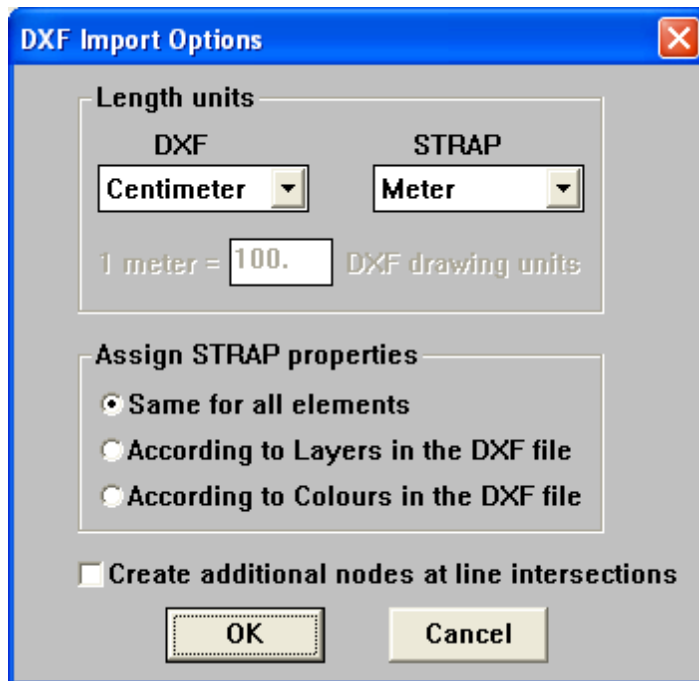 DXF Import Options
Length units
DXF STRAP
Centimeter Meter
1 meter = 100. DXF drawing units
Assign STRAP properties
Same for all elements
According to Layers in the DXF file
According to Colours in the DXF file
Create additional nodes at line intersections
OK Cancel